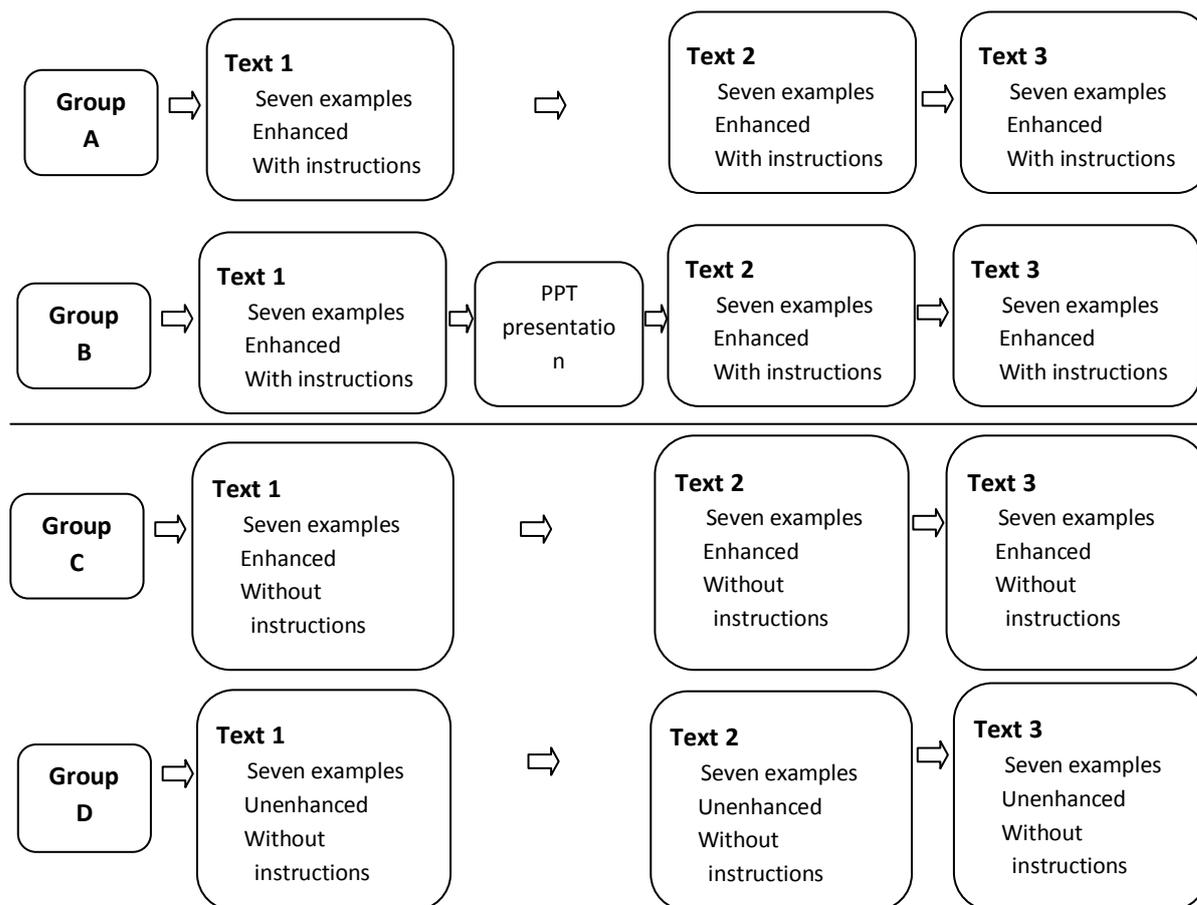 Group
A
Text 1
Seven examples
Enhanced
With instructions
Text 2
Seven examples
Enhanced
With instructions
Text 3
Seven examples
Enhanced
With instructions
Group
B
Text 1
Seven examples
Enhanced
With instructions
PPT
presentatio
n
Text 2
Seven examples
Enhanced
With instructions
Text 3
Seven examples
Enhanced
With instructions
Group
C
Text 1
Seven examples
Enhanced
Without
instructions
Text 2
Seven examples
Enhanced
Without
instructions
Text 3
Seven examples
Enhanced
Without
instructions
Group
D
Text 1
Seven examples
Unenhanced
Without
instructions
Text 2
Seven examples
Unenhanced
Without
instructions
Text 3
Seven examples
Unenhanced
Without
instructions